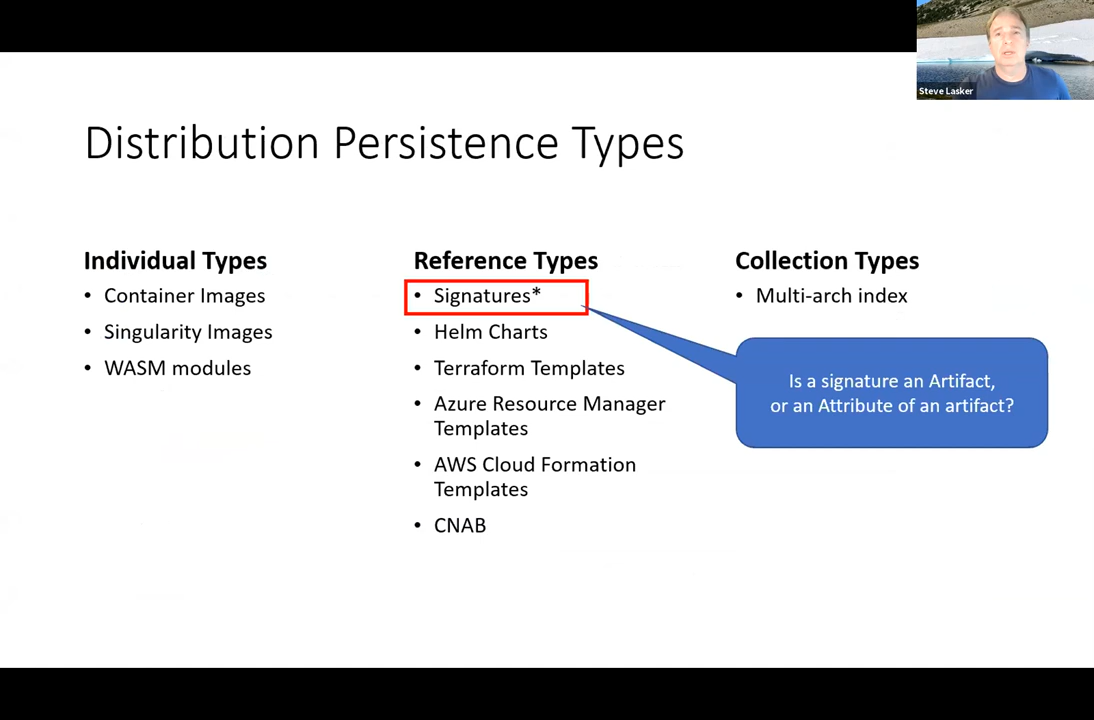 Steve Lasker
Distribution Persistence Types
Individual Types
• Container Images
• Singularity Images
• WASM modules
Reference Types
• Signatures*
• Helm Charts
• Terraform Templates
• Azure Resource Manager
Templates
• AWS Cloud Formation
Templates
• CNAB
Collection Types
• Multi-arch index
Is a signature an Artifact,
or an Attribute of an artifact?